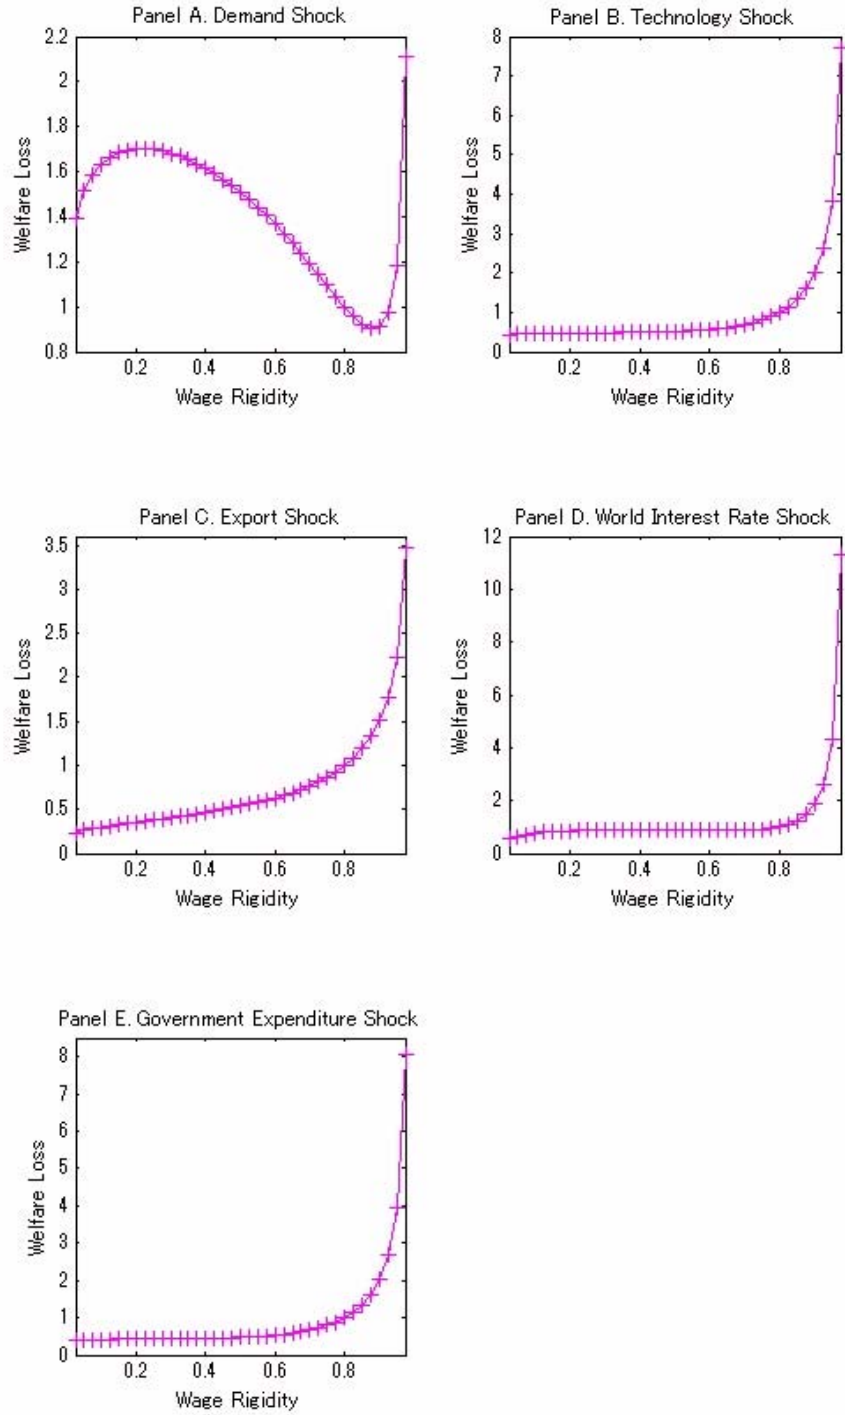 Panel A. Demand Shock
2.2
2
1.8
1.6
1.4
1.2
1
0.8
0.2 0.4 0.6 0.8
Welfare Loss
Wage Rigidity
Panel B. Technology Shock
8
7
6
5
4
3
2
1
0
0.2 0.4 0.6 0.8
Welfare Loss
Wage Rigidity
Panel C. Export Shock
3.5
3
2.5
2
1.5
1
0.5
0
0.2 0.4 0.6 0.8
Welfare Loss
Wage Rigidity
Panel D. World Interest Rate Shock
12
10
8
6
4
2
0
0.2 0.4 0.6 0.8
Welfare Loss
Wage Rigidity
Panel E. Government Expenditure Shock
8
7
6
5
4
3
2
1
0
0.2 0.4 0.6 0.8
Welfare Loss
Wage Rigidity